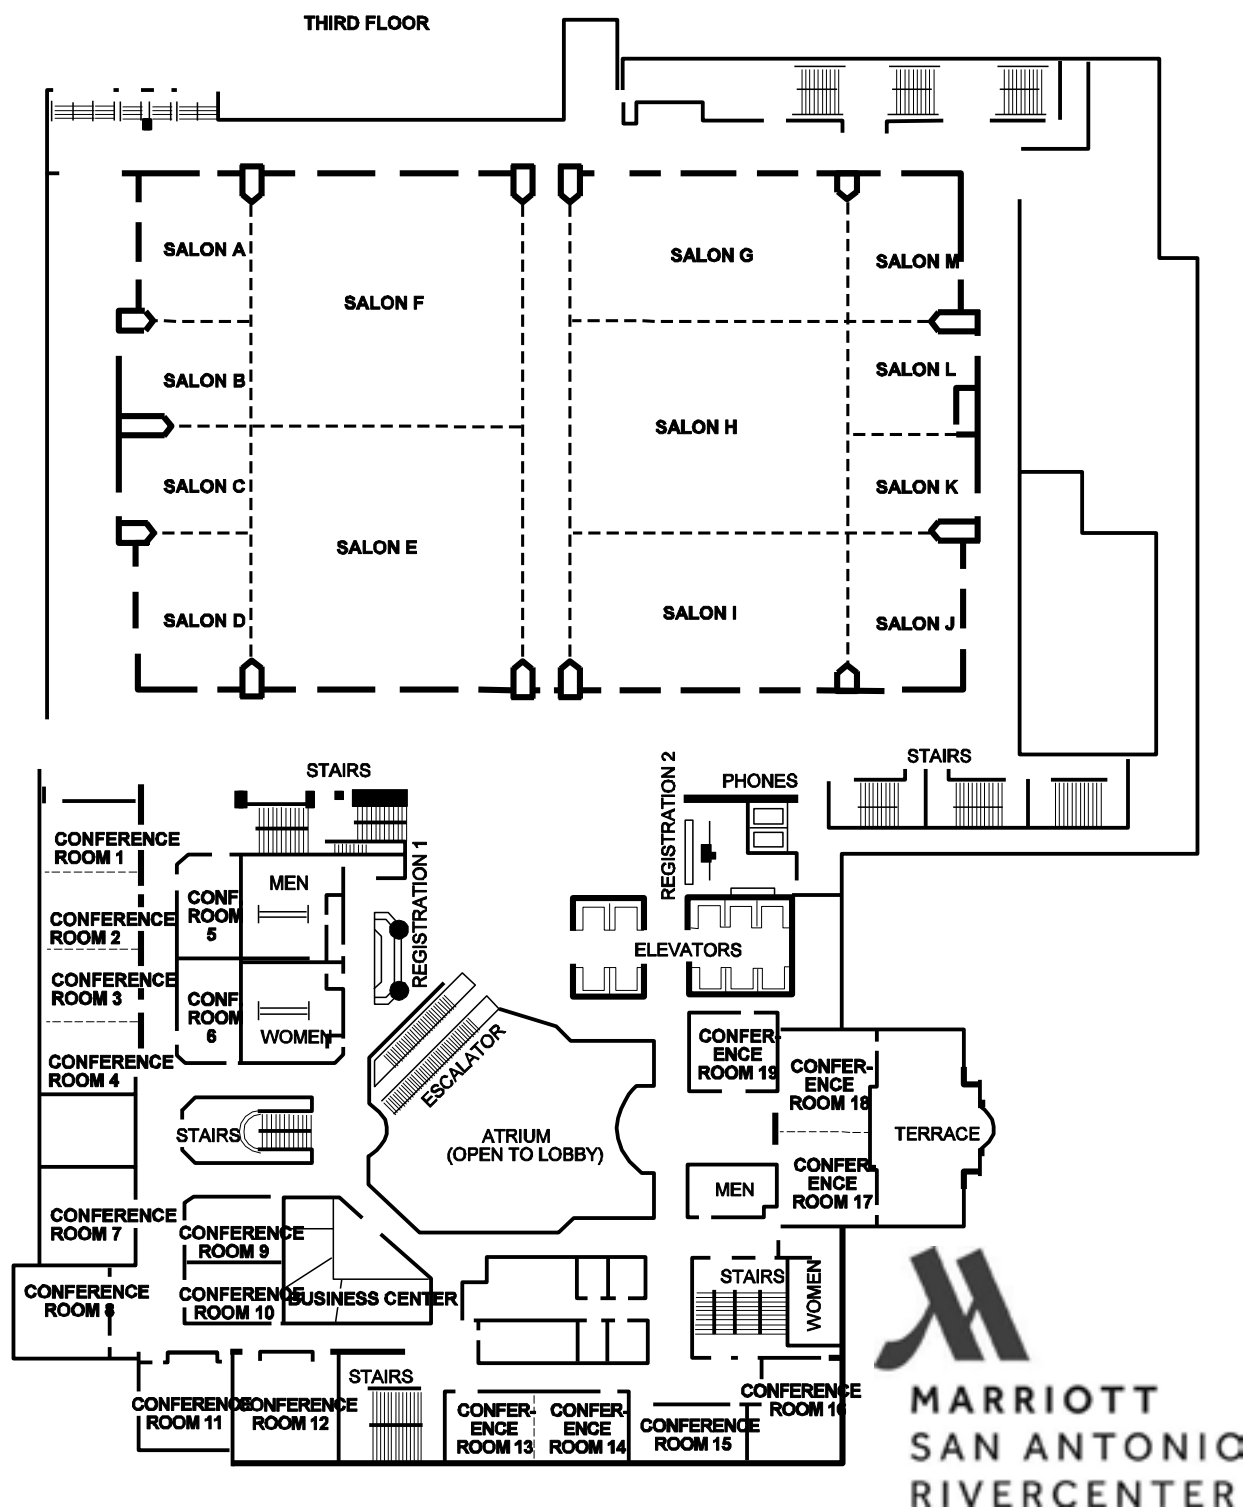 THIRD FLOOR
SALON A
SALON G
SALON M
SALON F
SALON B
SALON L
SALON H
SALON C
SALON K
SALON E
SALON D
SALON I
SALON J
STAIRS
STAIRS
PHONES
REGISTRATION 2
CONFERENCE
ROOM 1
REGISTRATION 1
MEN
CONF.
ROOM
5
CONFERENCE
ROOM 2
ELEVATORS
CONFERENCE
ROOM 3
CONF.
ROOM
6
WOMEN
ESCALATOR
CONFER-
ENCE
ROOM 19
CONFERENCE
ROOM 4
CONFER-
ENCE
ROOM 18
STAIRS
ATRIUM
(OPEN TO LOBBY)
TERRACE
MEN
CONFER-
ENCE
ROOM 17
CONFERENCE
ROOM 7
CONFERENCE
ROOM 9
STAIRS
WOMEN
CONFERENCE
ROOM 8
CONFERENCE
ROOM 10
BUSINESS CENTER
STAIRS
CONFERENCE
ROOM 11
CONFERENCE
ROOM 12
CONFER-
ENCE
ROOM 13
CONFER-
ENCE
ROOM 14
CONFERENCE
ROOM 15
CONFERENCE
ROOM 16
MARRIOTT
SAN ANTONIO
RIVERCENTER